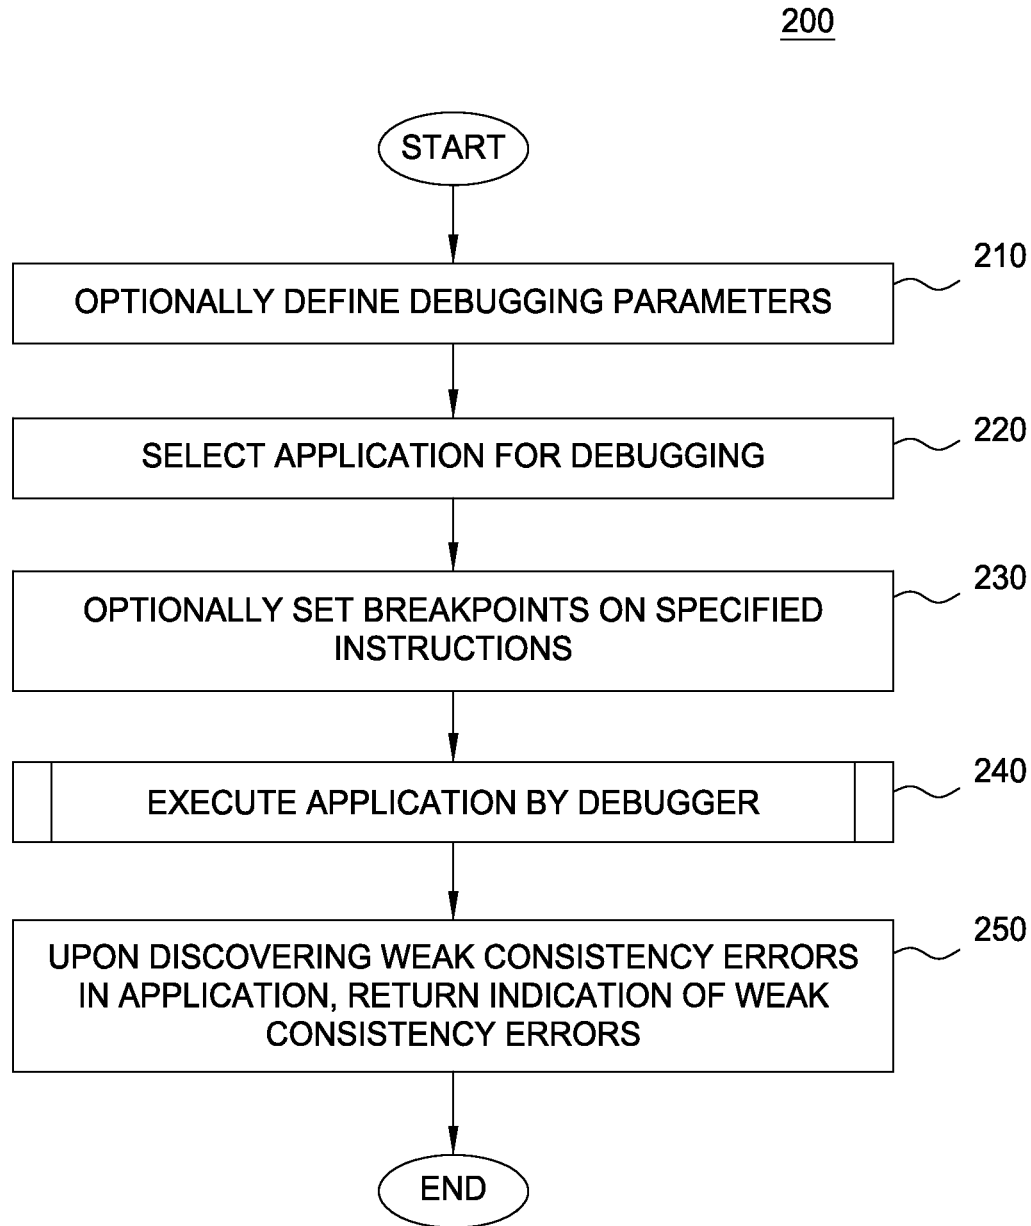 200
START
210
OPTIONALLY DEFINE DEBUGGING PARAMETERS
220
SELECT APPLICATION FOR DEBUGGING
230
OPTIONALLY SET BREAKPOINTS ON SPECIFIED
INSTRUCTIONS
240
EXECUTE APPLICATION BY DEBUGGER
250
UPON DISCOVERING WEAK CONSISTENCY ERRORS
IN APPLICATION, RETURN INDICATION OF WEAK
CONSISTENCY ERRORS
END